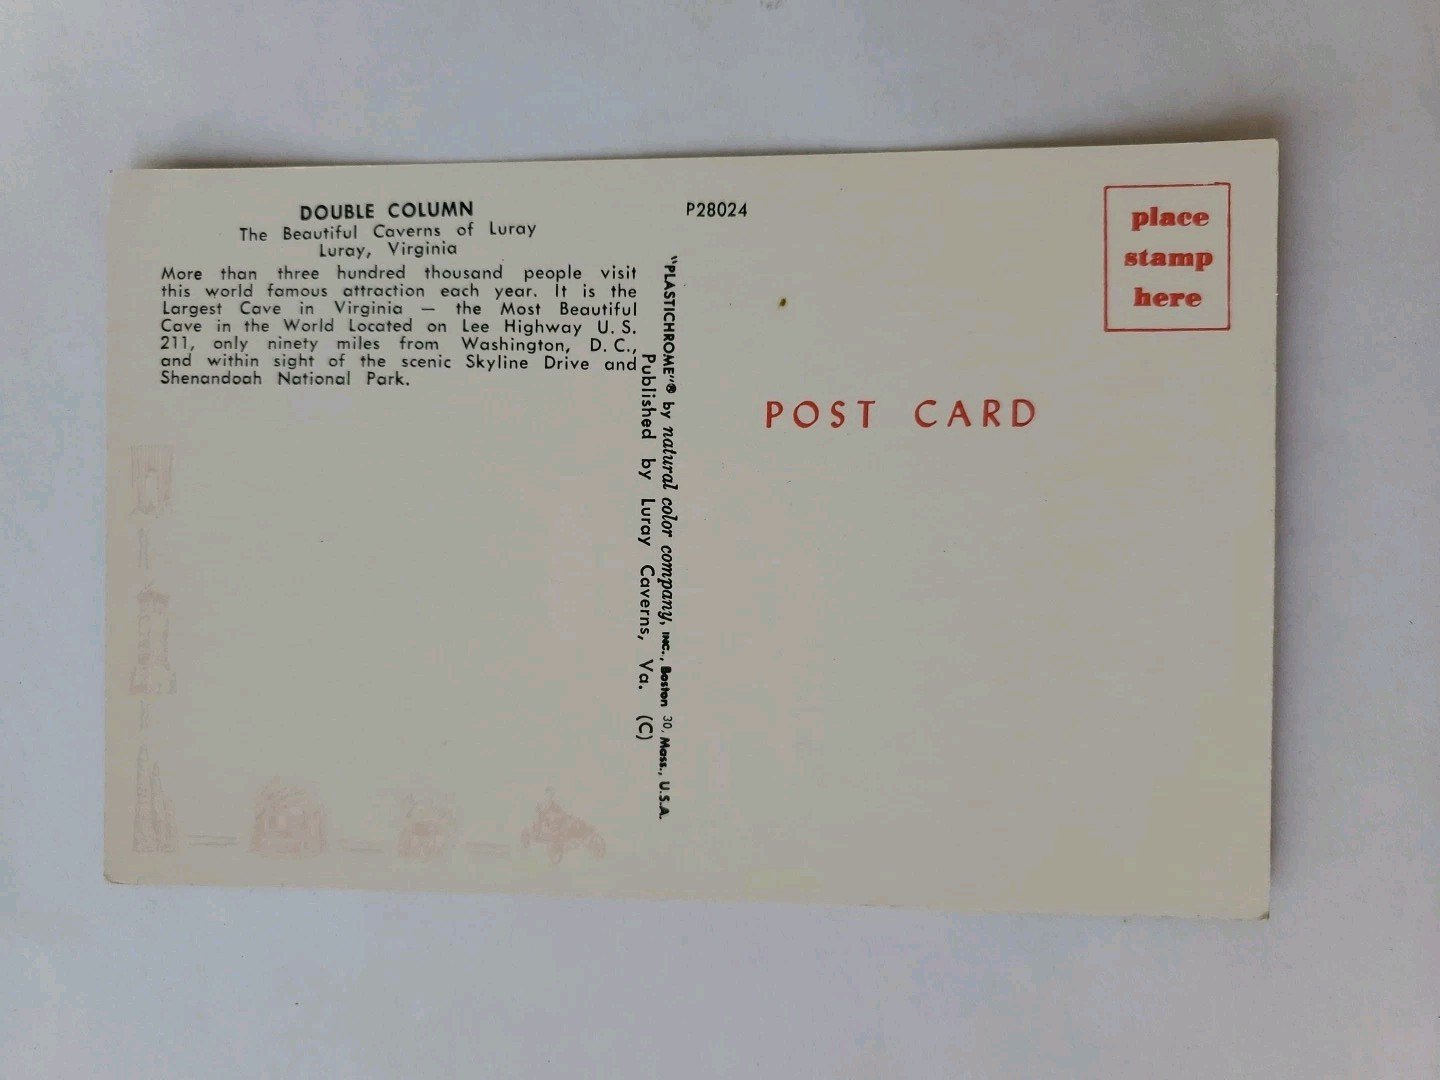 DOUBLE COLUMN
The Beautiful Caverns of Luray
Luray, Virginia
More than three hundred thousand people visit
this world famous attraction each year. It is the
Largest Cave in Virginia — the Most Beautiful
Cave in the World Located on Lee Highway U. S.
211, only ninety miles from Washington, D. C.,
and within sight of the scenic Skyline Drive and
Shenandoah National Park.
P28024
"PLASTICHROME"® by natural color company, INC., Boston 30, Mass., U.S.A.
Published by Luray Caverns, Va. (C)
place
stamp
here
POST CARD